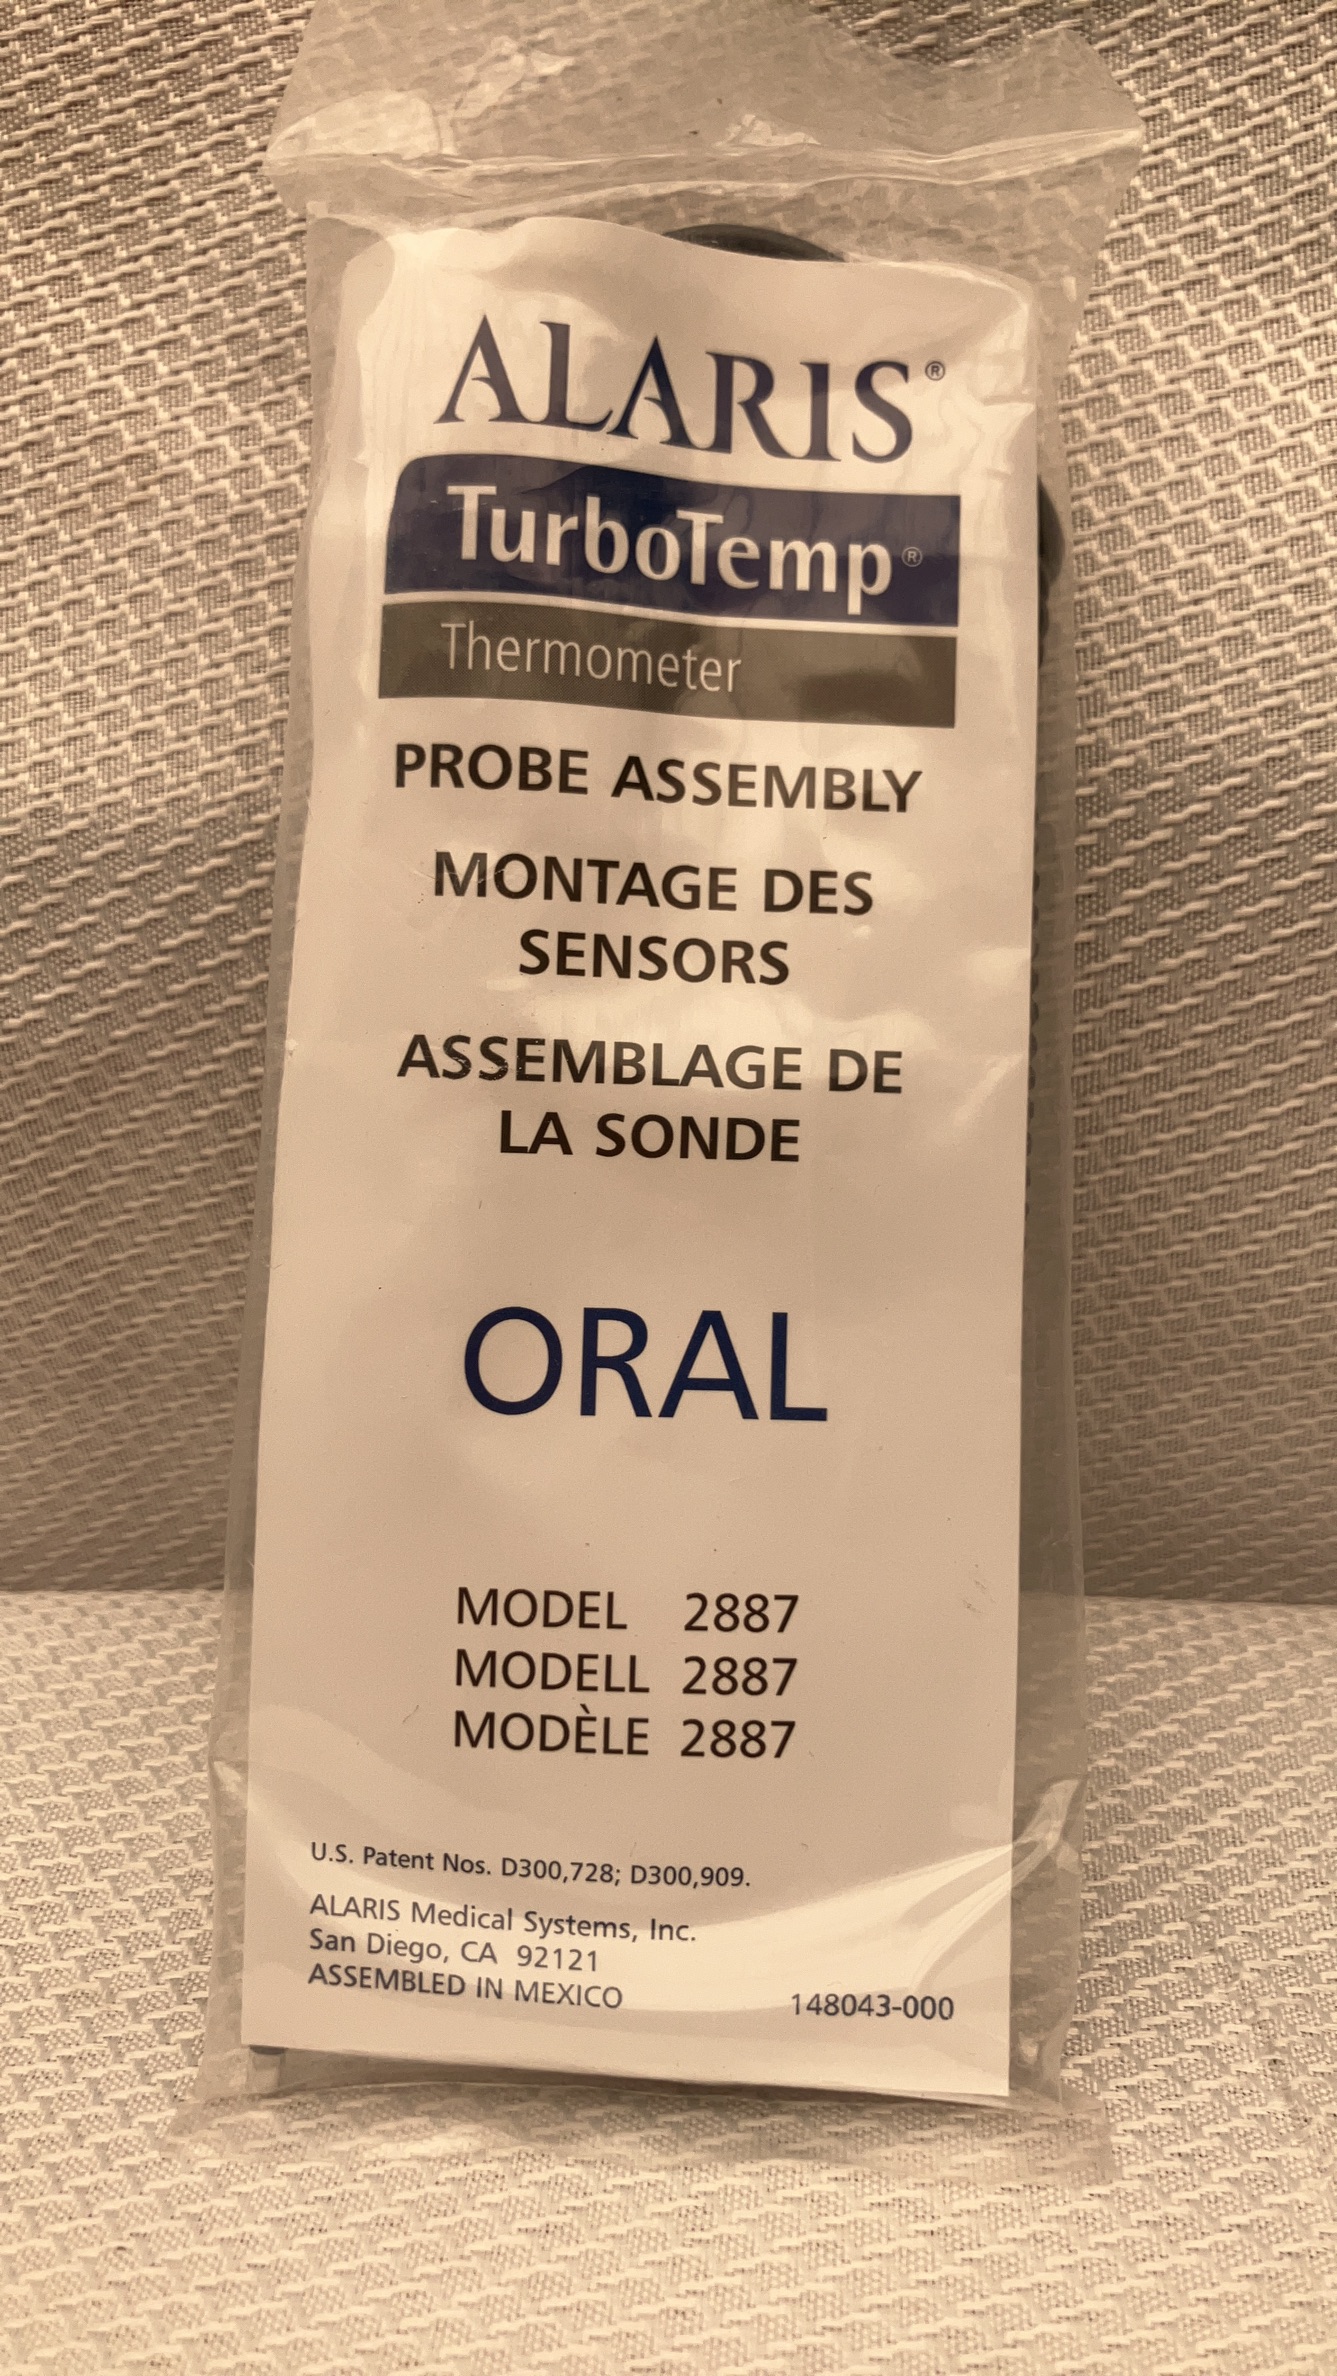 ALARIS®
TurboTemp®
Thermometer
PROBE ASSEMBLY
MONTAGE DES
SENSORS
ASSEMBLAGE DE
LA SONDE
ORAL
MODEL 2887
MODELL 2887
MODÈLE 2887
U.S. Patent Nos. D300,728; D300,909.
ALARIS Medical Systems, Inc.
San Diego, CA 92121
ASSEMBLED IN MEXICO
148043-000